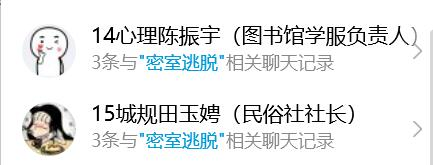 14心理陈振宇（图书馆学服负责人）
3条与"密室逃脱"相关聊天记录
15城规田玉娉（民俗社社长）
3条与"密室逃脱"相关聊天记录